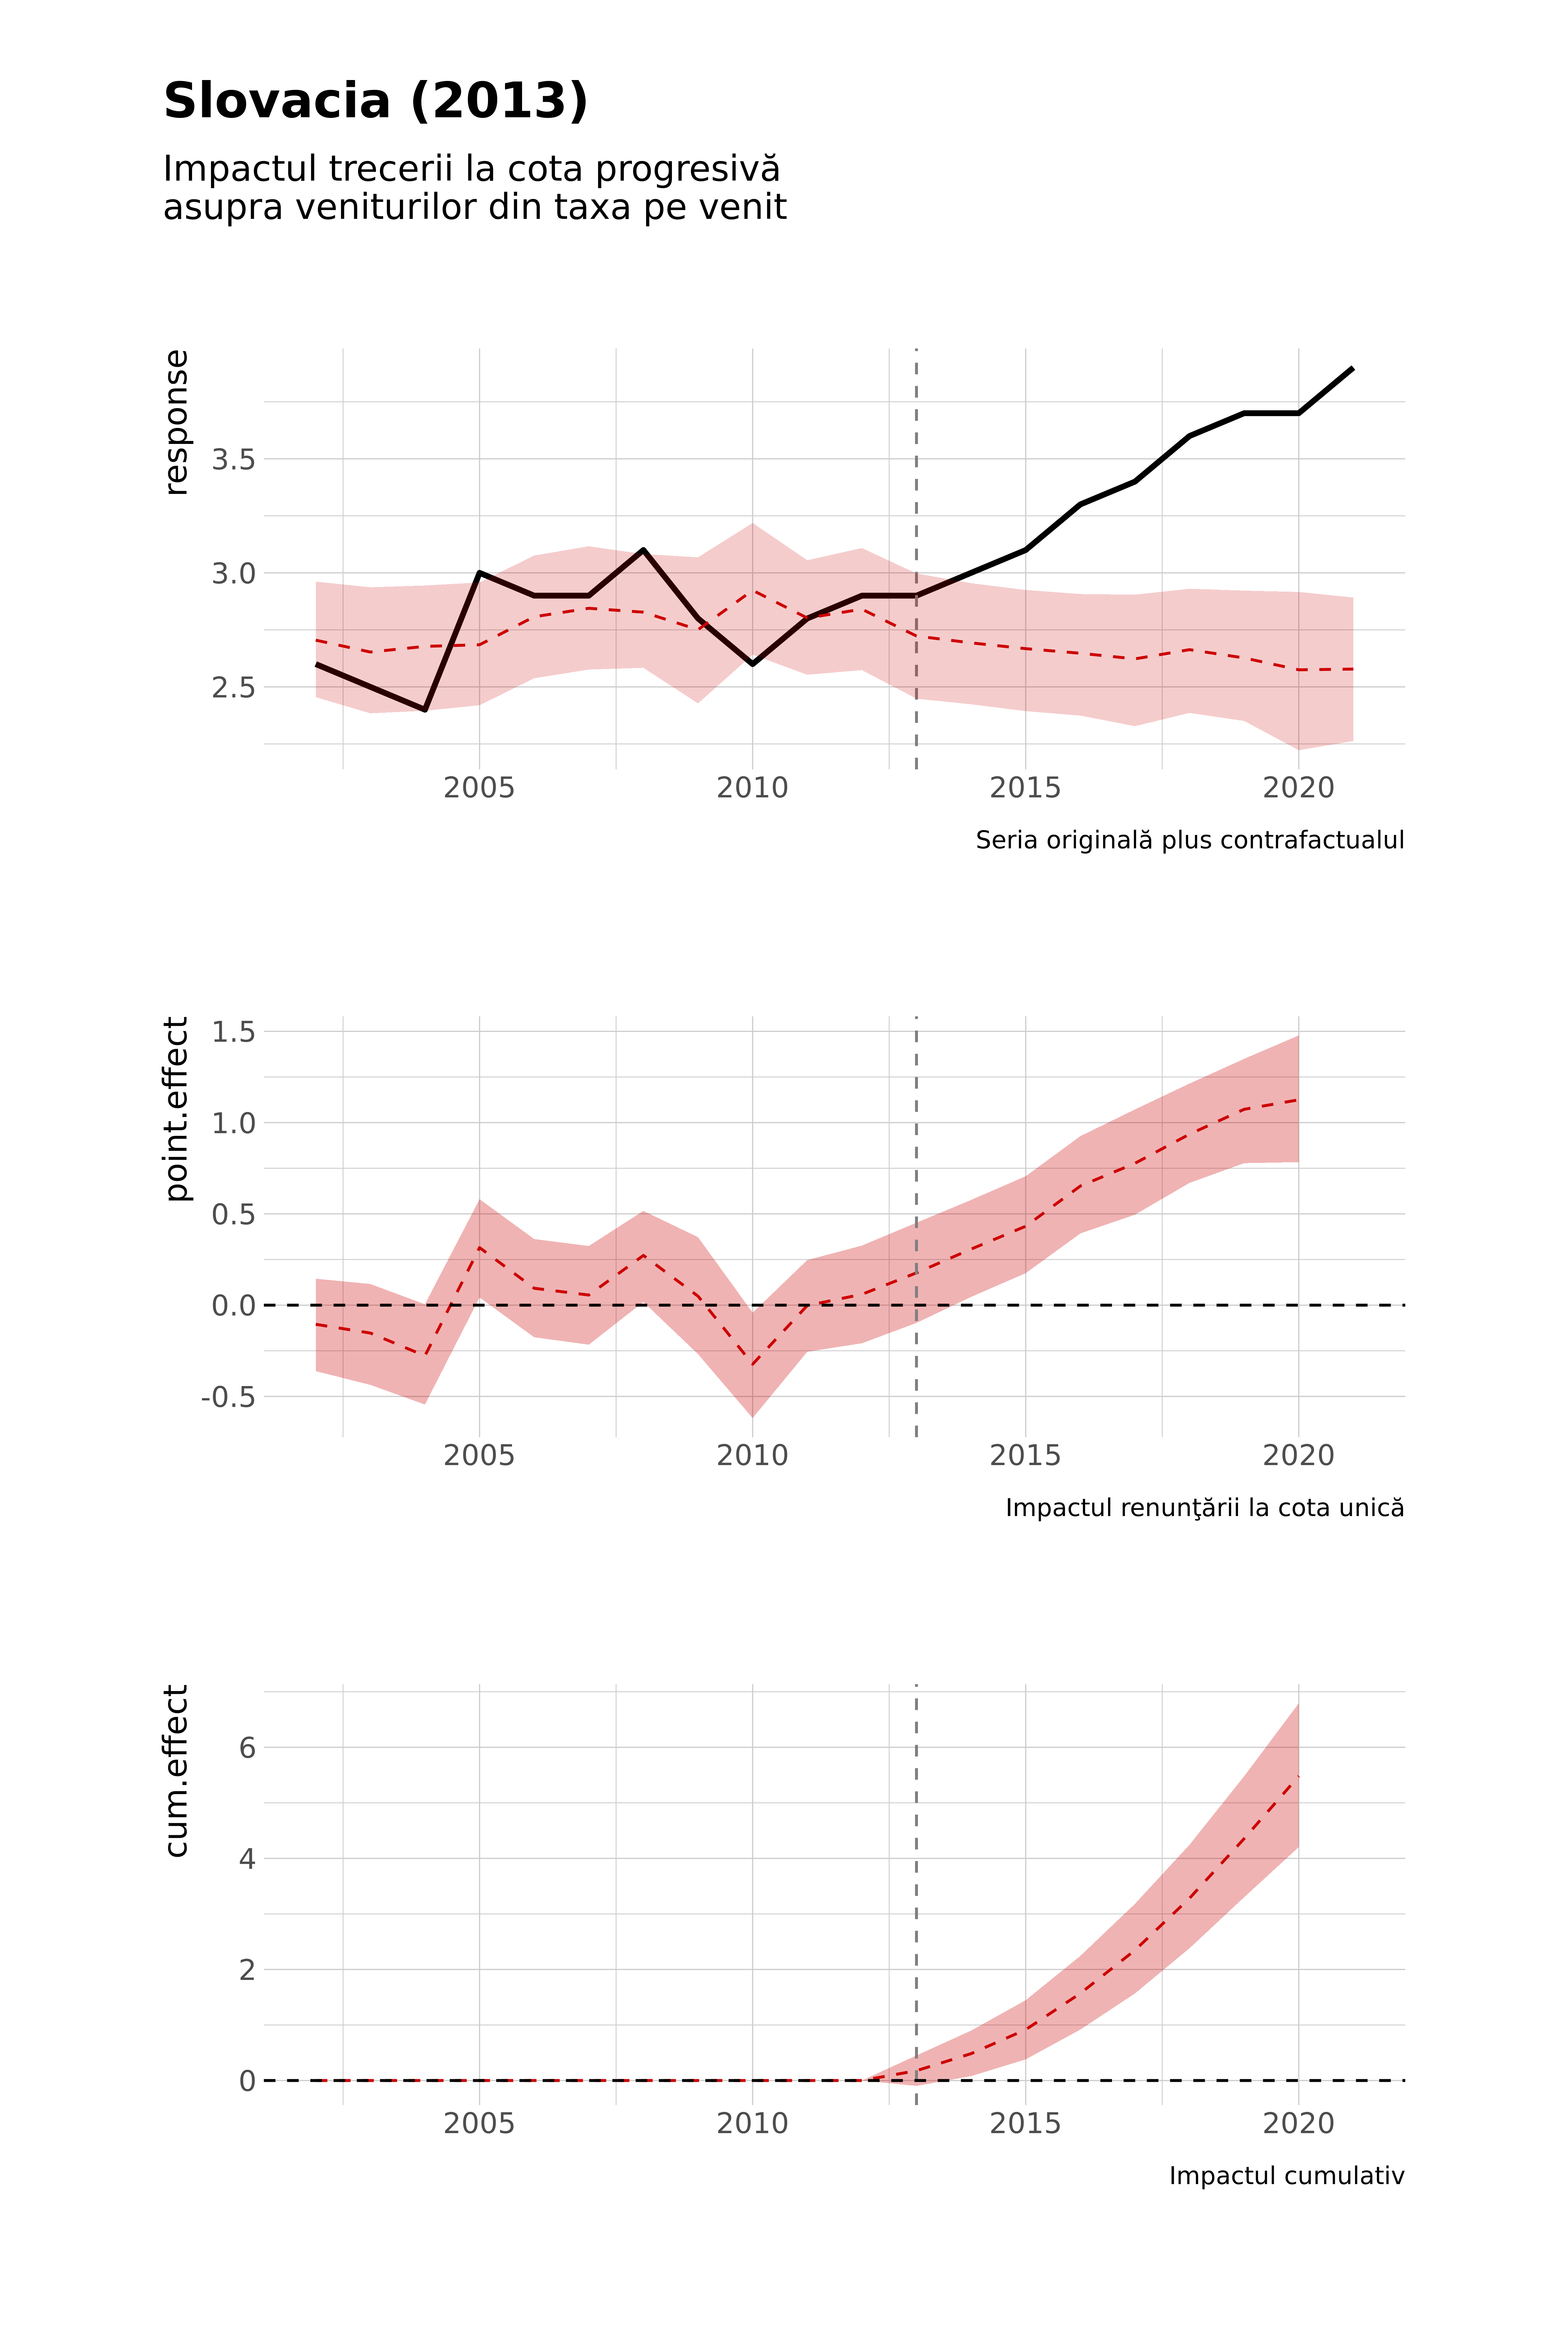 Slovacia (2013)
Impactul trecerii la cota progresivă
asupra veniturilor din taxa pe venit
response
3.5
3.0
2.5
2005 2010 2015 2020
Seria originală plus contrafactualul
point.effect
1.5
1.0
0.5
0.0
-0.5
2005 2010 2015 2020
Impactul renunţării la cota unică
cum.effect
6
4
2
0
2005 2010 2015 2020
Impactul cumulativ